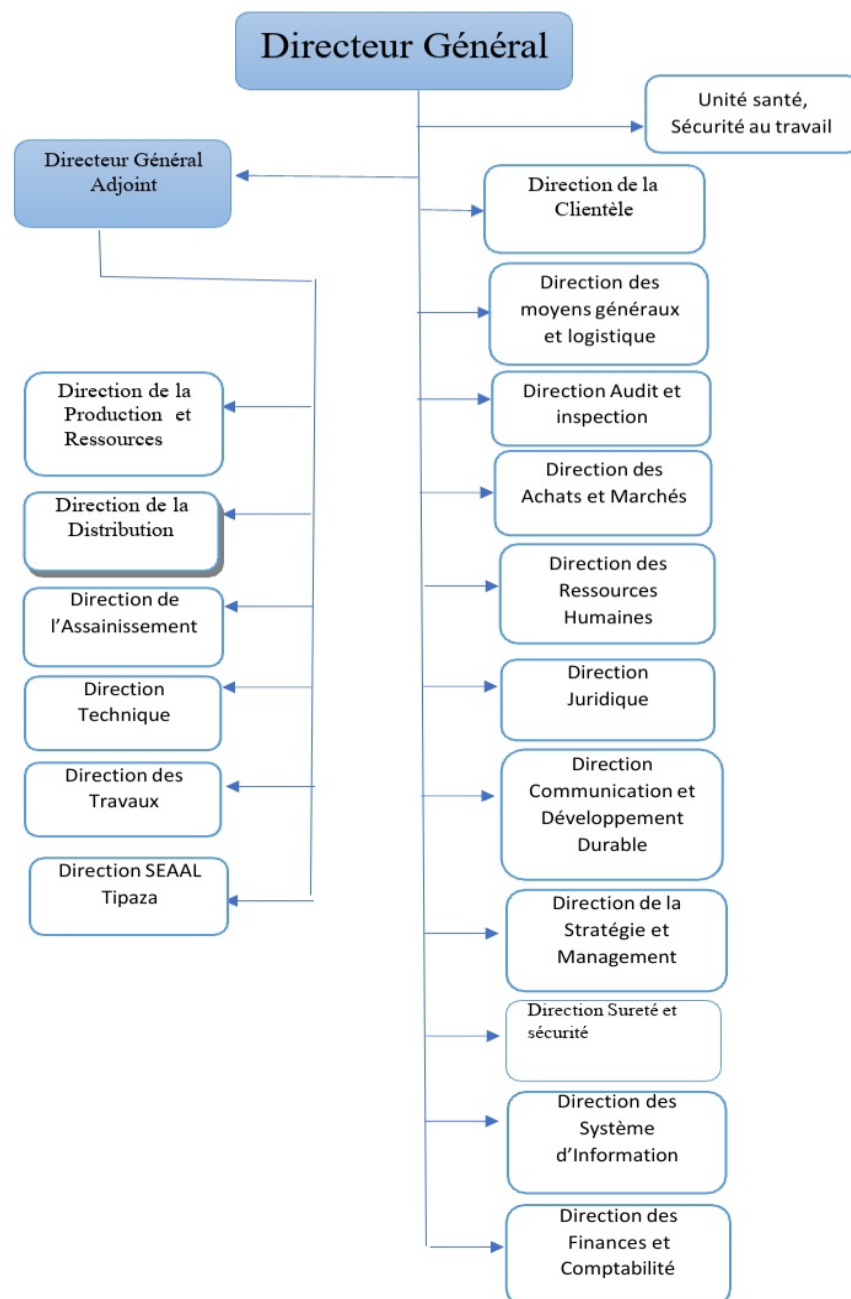 Directeur Général
Unité santé,
Sécurité au travail
Directeur Général
Adjoint
Direction de la
Clientèle
Direction des
moyens généraux
et logistique
Direction Audit et
inspection
Direction des
Achats et Marchés
Direction des
Ressources
Humaines
Direction
Juridique
Direction
Communication et
Développement
Durable
Direction de la
Stratégie et
Management
Direction Sureté et
sécurité
Direction des
Système
d’Information
Direction des
Finances et
Comptabilité
Direction de la
Production et
Ressources
Direction de la
Distribution
Direction de
l’Assainissement
Direction
Technique
Direction des
Travaux
Direction SEAAL
Tipaza